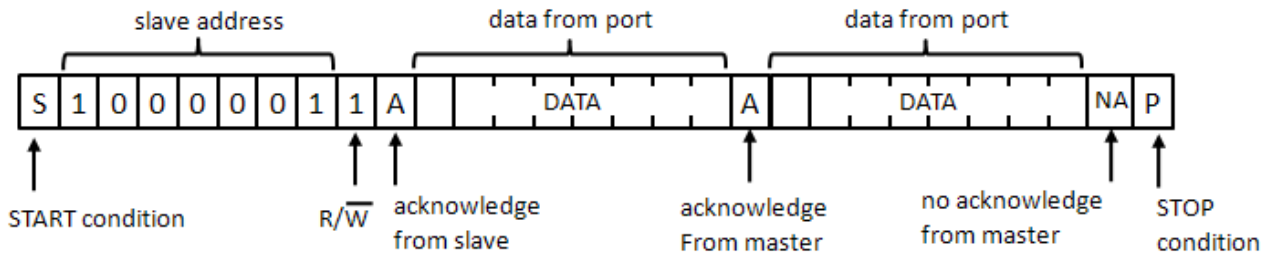 slave address data from port data from port
S 1 0 0 0 0 0 1 1 A DATA A DATA NA P
START condition R/W̅ acknowledge from slave acknowledge From master no acknowledge from master STOP condition